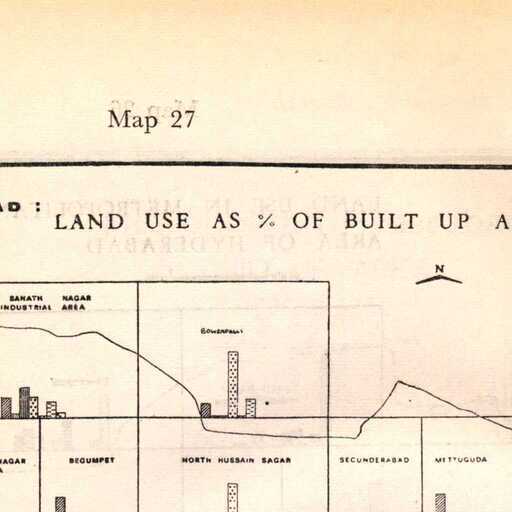 Map 27
AD :
LAND USE AS % OF BUILT UP A
N
SANATH NAGAR
INDUSTRIAL AREA
BOWENPALLI
NAGAR
A
BEGUMPET
NORTH HUSSAIN SAGAR
SECUNDERABAD
METTUGUDA